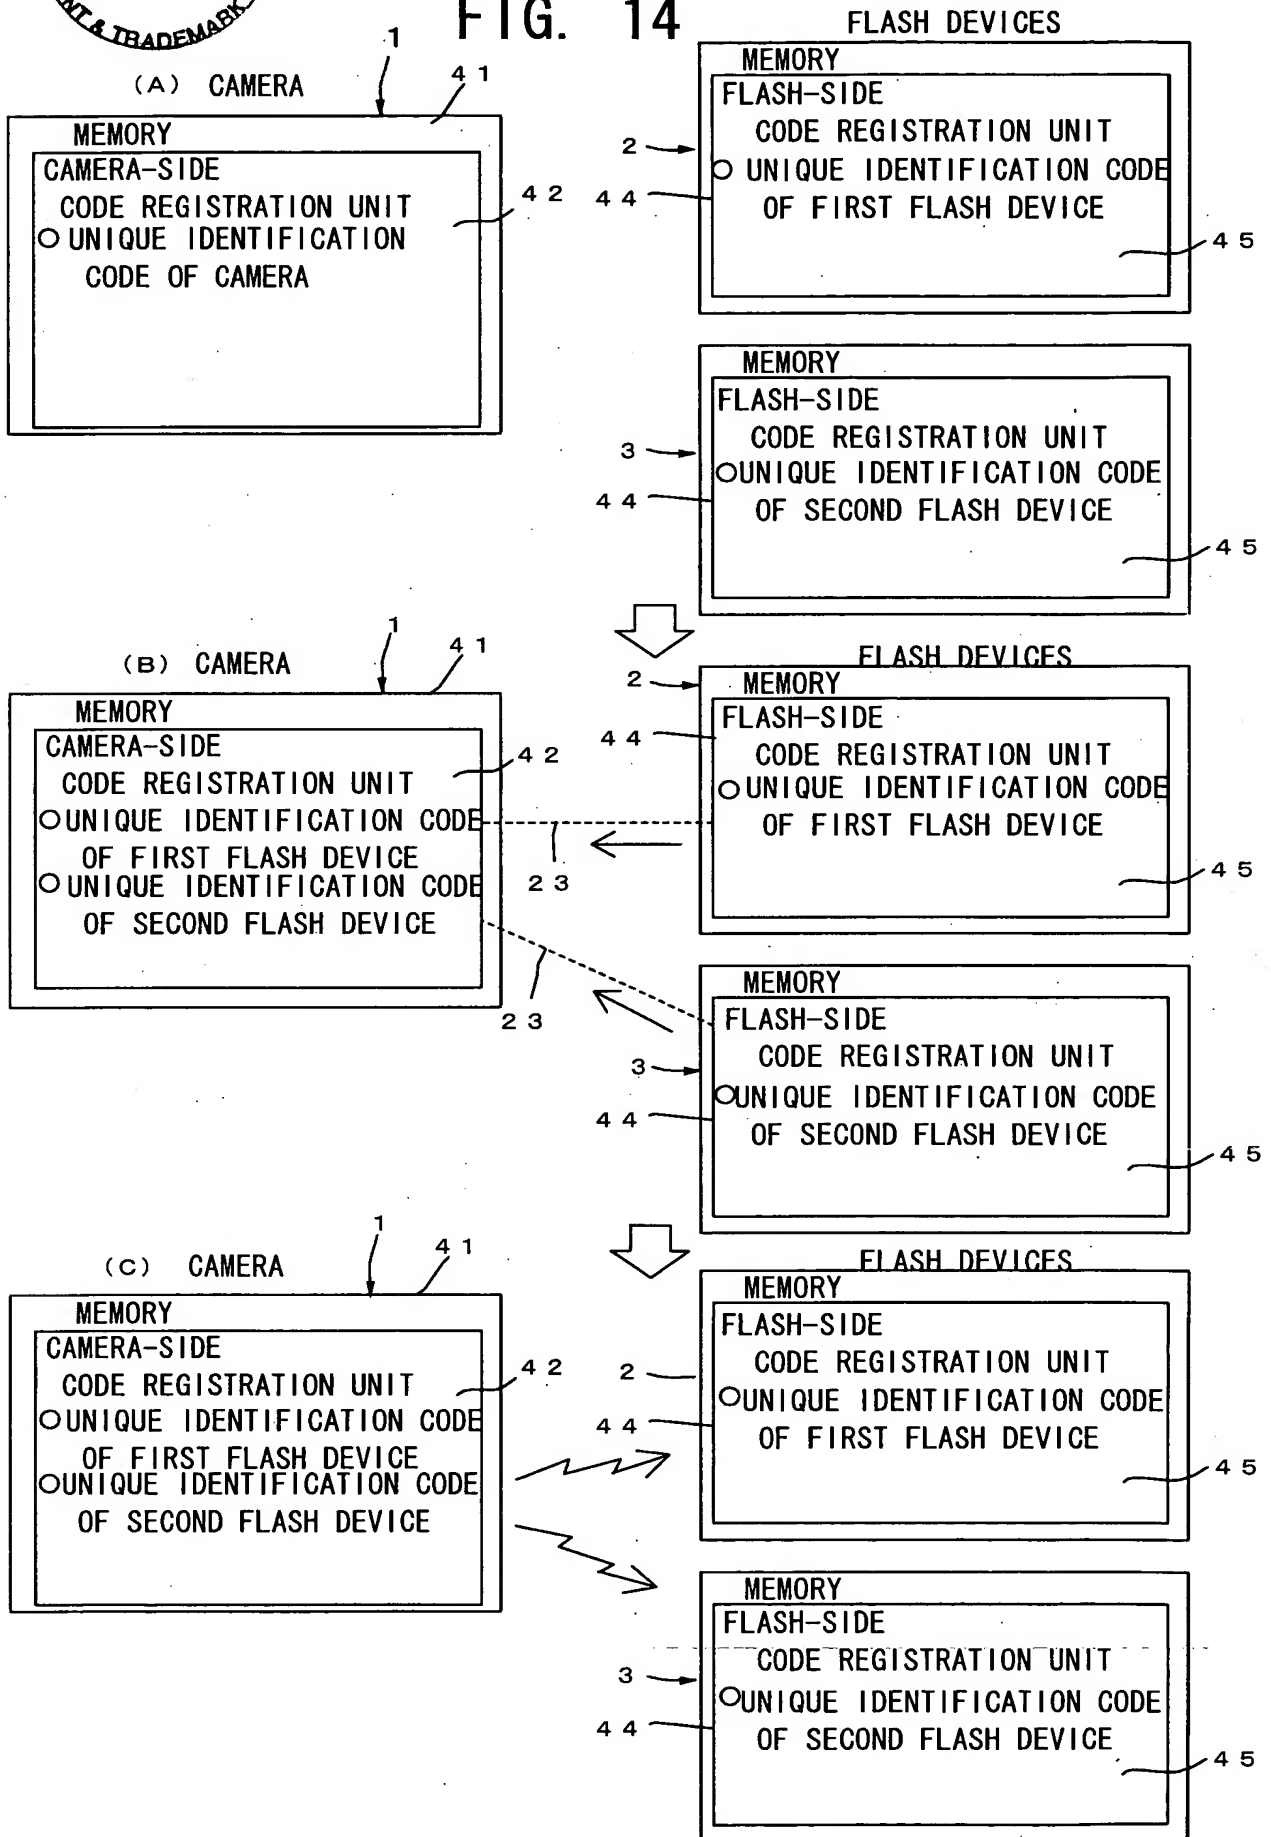 NT & TRADEMARK
FIG. 14
(A) CAMERA
1
41
MEMORY
CAMERA-SIDE
CODE REGISTRATION UNIT
○ UNIQUE IDENTIFICATION
CODE OF CAMERA
42
FLASH DEVICES
MEMORY
FLASH-SIDE
CODE REGISTRATION UNIT
○ UNIQUE IDENTIFICATION CODE
OF FIRST FLASH DEVICE
2
44
45
MEMORY
FLASH-SIDE
CODE REGISTRATION UNIT
○UNIQUE IDENTIFICATION CODE
OF SECOND FLASH DEVICE
3
44
45
(B) CAMERA
1
41
MEMORY
CAMERA-SIDE
CODE REGISTRATION UNIT
○UNIQUE IDENTIFICATION CODE
OF FIRST FLASH DEVICE
○UNIQUE IDENTIFICATION CODE
OF SECOND FLASH DEVICE
42
23
23
FLASH DEVICES
MEMORY
FLASH-SIDE
CODE REGISTRATION UNIT
○UNIQUE IDENTIFICATION CODE
OF FIRST FLASH DEVICE
2
44
45
MEMORY
FLASH-SIDE
CODE REGISTRATION UNIT
○UNIQUE IDENTIFICATION CODE
OF SECOND FLASH DEVICE
3
44
45
(C) CAMERA
1
41
MEMORY
CAMERA-SIDE
CODE REGISTRATION UNIT
○UNIQUE IDENTIFICATION CODE
OF FIRST FLASH DEVICE
○UNIQUE IDENTIFICATION CODE
OF SECOND FLASH DEVICE
42
FLASH DEVICES
MEMORY
FLASH-SIDE
CODE REGISTRATION UNIT
○UNIQUE IDENTIFICATION CODE
OF FIRST FLASH DEVICE
2
44
45
MEMORY
FLASH-SIDE
CODE REGISTRATION UNIT
○UNIQUE IDENTIFICATION CODE
OF SECOND FLASH DEVICE
3
44
45